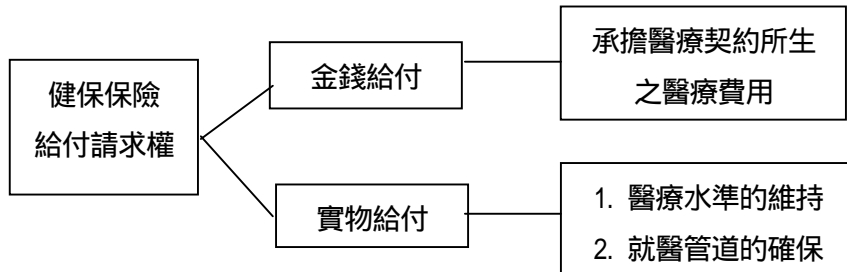 健保保險
給付請求權
金錢給付
承擔醫療契約所生
之醫療費用
實物給付
1. 醫療水準的維持
2. 就醫管道的確保